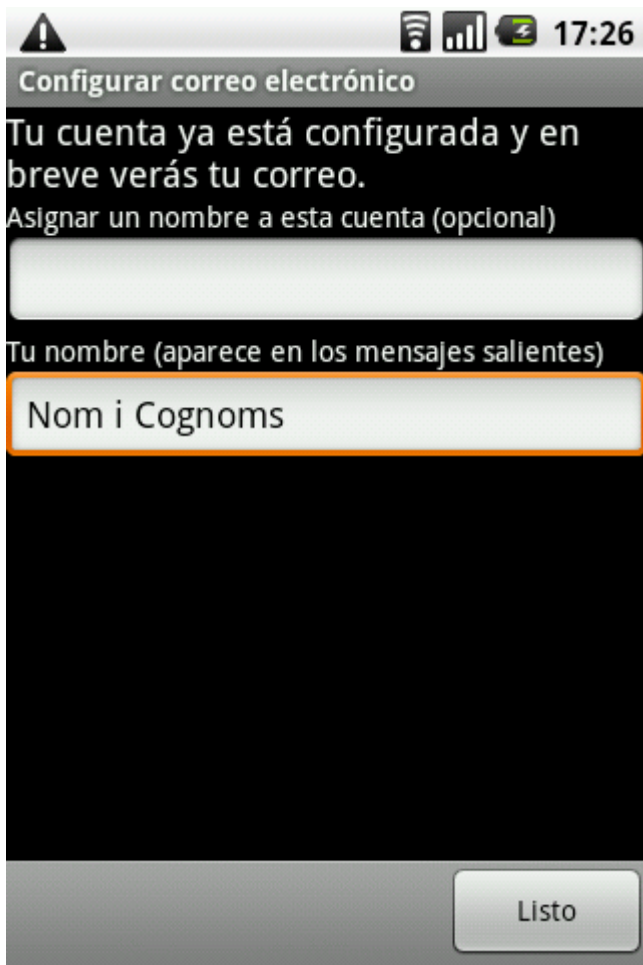 17:26
Configurar correo electrónico
Tu cuenta ya está configurada y en
breve verás tu correo.
Asignar un nombre a esta cuenta (opcional)
Tu nombre (aparece en los mensajes salientes)
Nom i Cognoms
Listo